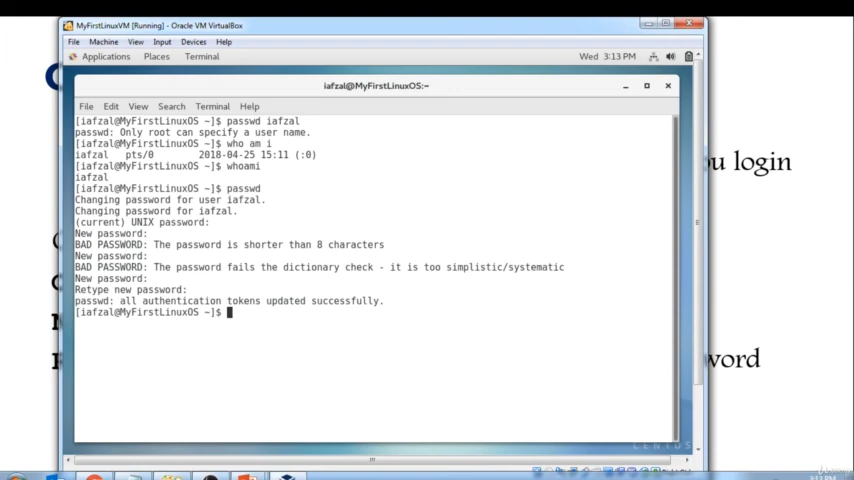 MyFirstLinuxVM [Running] - Oracle VM VirtualBox
File Machine View Input Devices Help
Applications Places Terminal Wed 3:13 PM
iafzal@MyFirstLinuxOS:~
File Edit View Search Terminal Help
[iafzal@MyFirstLinuxOS ~]$ passwd iafzal
passwd: Only root can specify a user name.
[iafzal@MyFirstLinuxOS ~]$ who am i
iafzal pts/0 2018-04-25 15:11 (:0)
[iafzal@MyFirstLinuxOS ~]$ whoami
iafzal
[iafzal@MyFirstLinuxOS ~]$ passwd
Changing password for user iafzal.
Changing password for iafzal.
(current) UNIX password:
New password:
BAD PASSWORD: The password is shorter than 8 characters
New password:
BAD PASSWORD: The password fails the dictionary check - it is too simplistic/systematic
New password:
Retype new password:
passwd: all authentication tokens updated successfully.
[iafzal@MyFirstLinuxOS ~]$
login
CENTOS